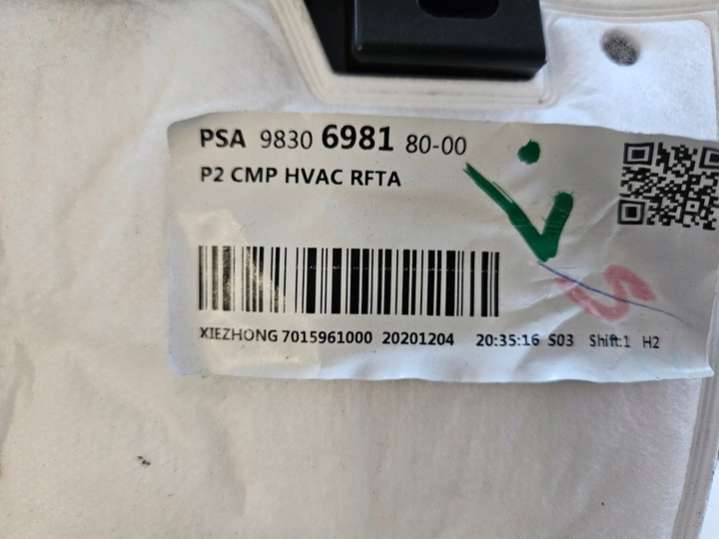 PSA 9830 6981 80-00
P2 CMP HVAC RFTA
XIEZHONG 7015961000 20201204 20:35:16 S03 Shift:1 H2